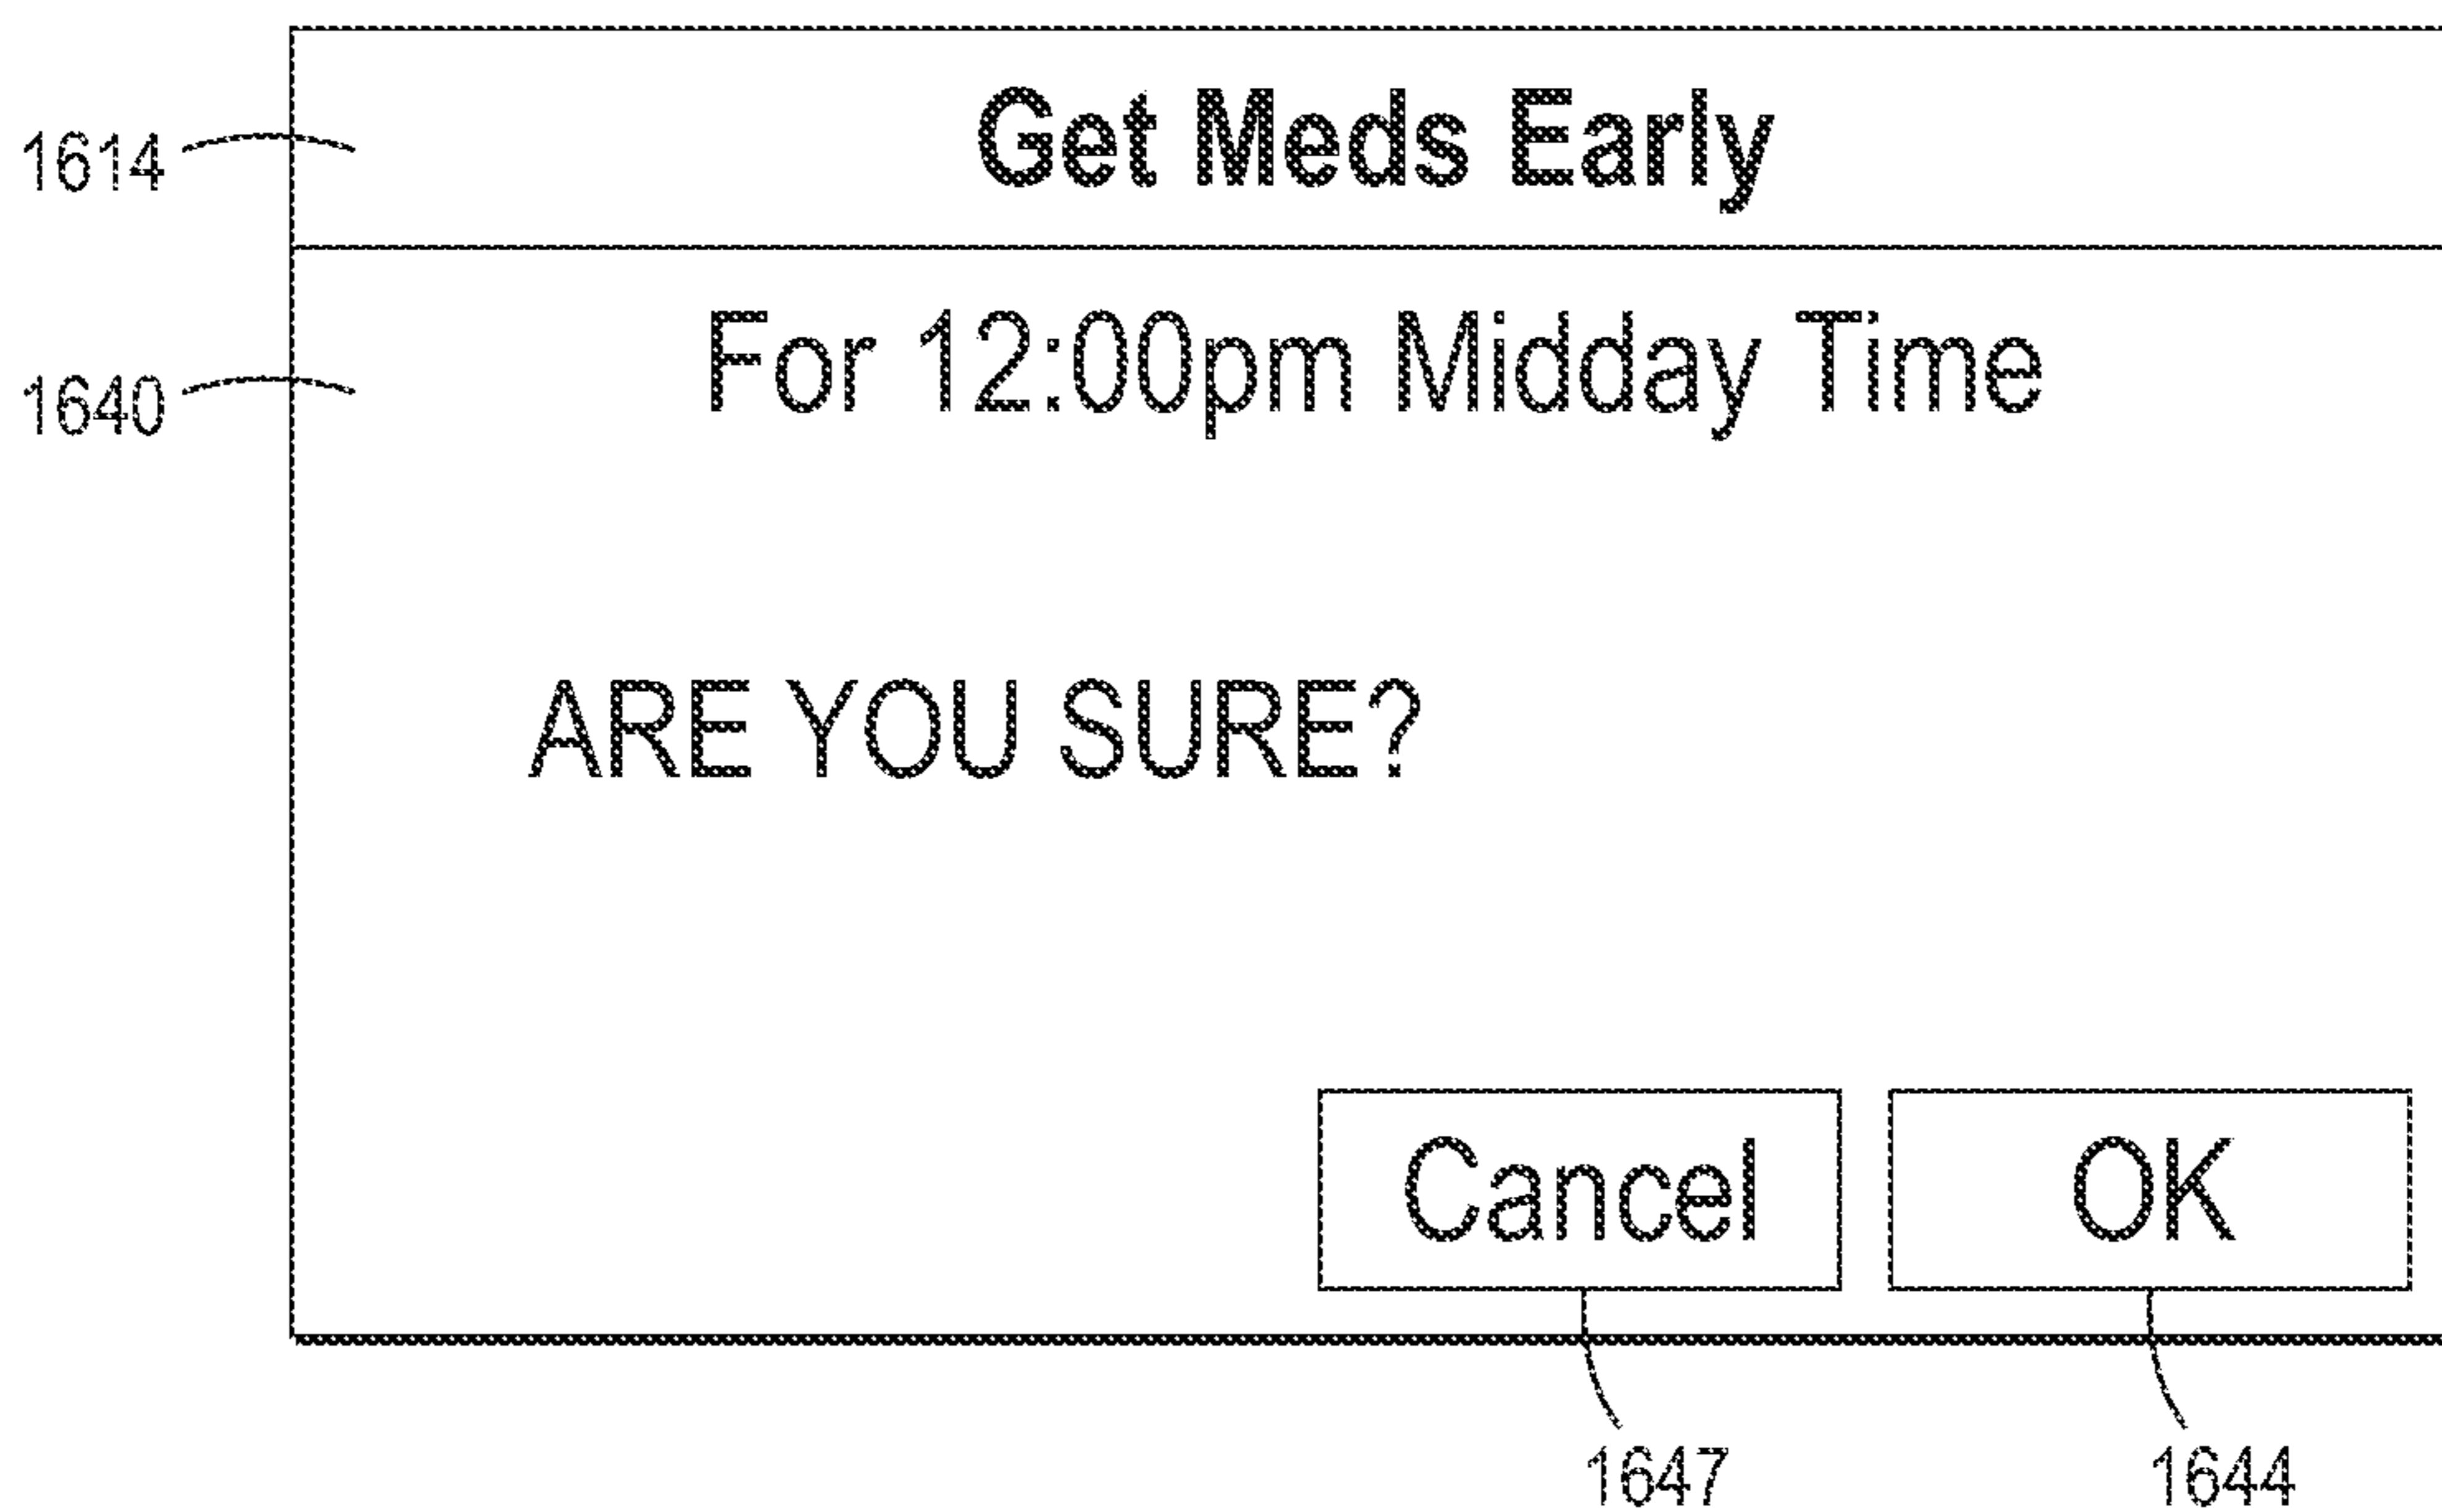 Get Meds Early
1614
For 12:00pm Midday Time
1640
ARE YOU SURE?
Cancel
OK
1647
1644